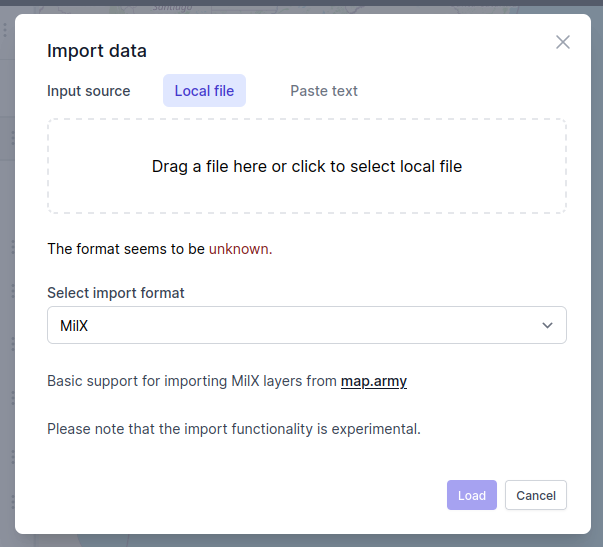 Santiago
Import data
Input source Local file Paste text
Drag a file here or click to select local file
The format seems to be unknown.
Select import format
MilX
Basic support for importing MilX layers from map.army
Please note that the import functionality is experimental.
Load Cancel